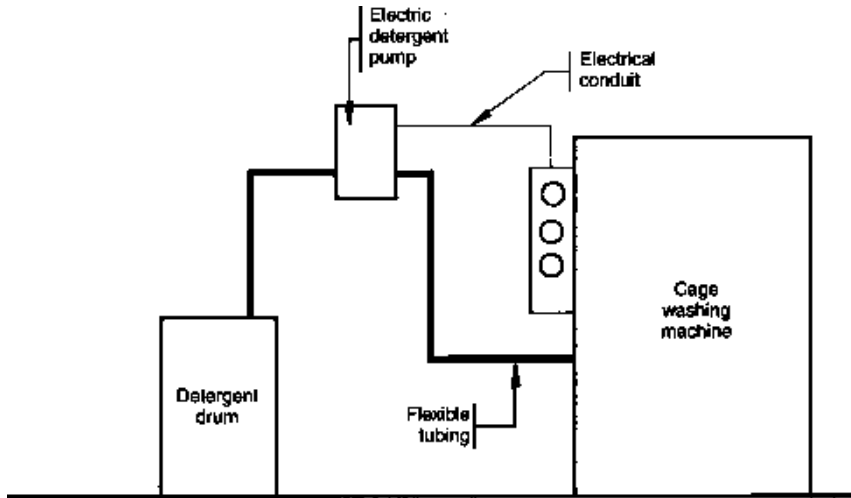 Electric
detergent
pump
Electrical
conduit
Cage
washing
machine
Detergent
drum
Flexible
tubing